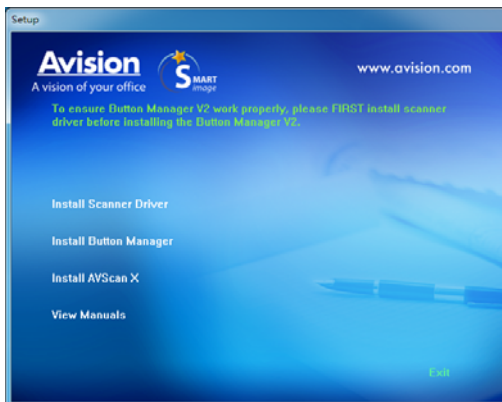 Setup
Avision
A vision of your office
SMART
Image
www.avision.com
To ensure Button Manager V2 work properly, please FIRST install scanner
driver before installing the Button Manager V2.
Install Scanner Driver
Install Button Manager
Install AVScan X
View Manuals
Exit